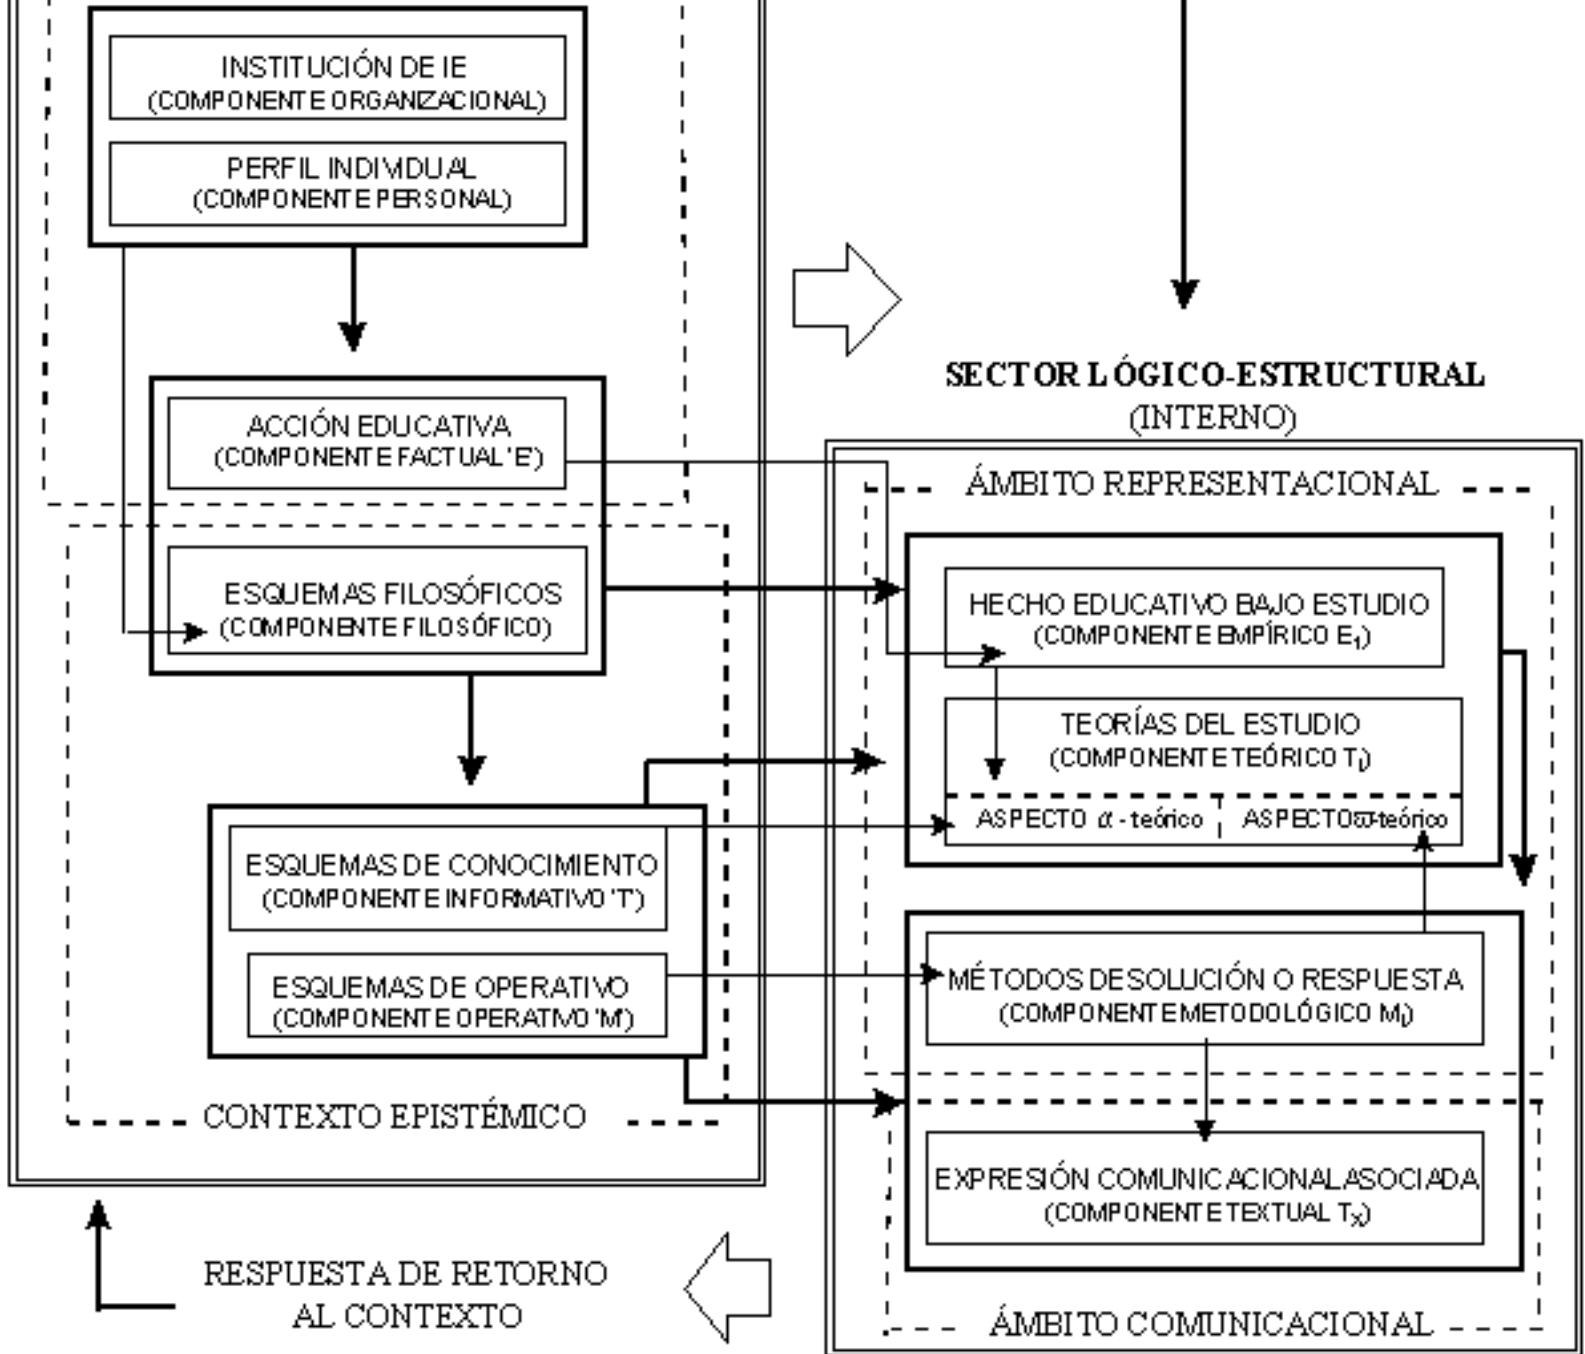 INSTITUCIÓN DE IE
(COMPONENTE ORGANIZACIONAL)
PERFIL INDIVIDUAL
(COMPONENTE PERSONAL)
ACCIÓN EDUCATIVA
(COMPONENTE FACTUAL 'E')
ESQUEMAS FILOSÓFICOS
(COMPONENTE FILOSÓFICO)
ESQUEMAS DE CONOCIMIENTO
(COMPONENTE INFORMATIVO 'T')
ESQUEMAS DE OPERATIVO
(COMPONENTE OPERATIVO 'M')
CONTEXTO EPISTÉMICO
RESPUESTA DE RETORNO
AL CONTEXTO
SECTOR LÓGICO-ESTRUCTURAL
(INTERNO)
ÁMBITO REPRESENTACIONAL
HECHO EDUCATIVO BAJO ESTUDIO
(COMPONENTE EMPÍRICO E₁)
TEORÍAS DEL ESTUDIO
(COMPONENTE TEÓRICO Tᵢ)
ASPECTO α - teórico
ASPECTO ϖ-teórico
MÉTODOS DE SOLUCIÓN O RESPUESTA
(COMPONENTE METODOLÓGICO Mᵢ)
EXPRESIÓN COMUNICACIONAL ASOCIADA
(COMPONENTE TEXTUAL Tₓ)
ÁMBITO COMUNICACIONAL